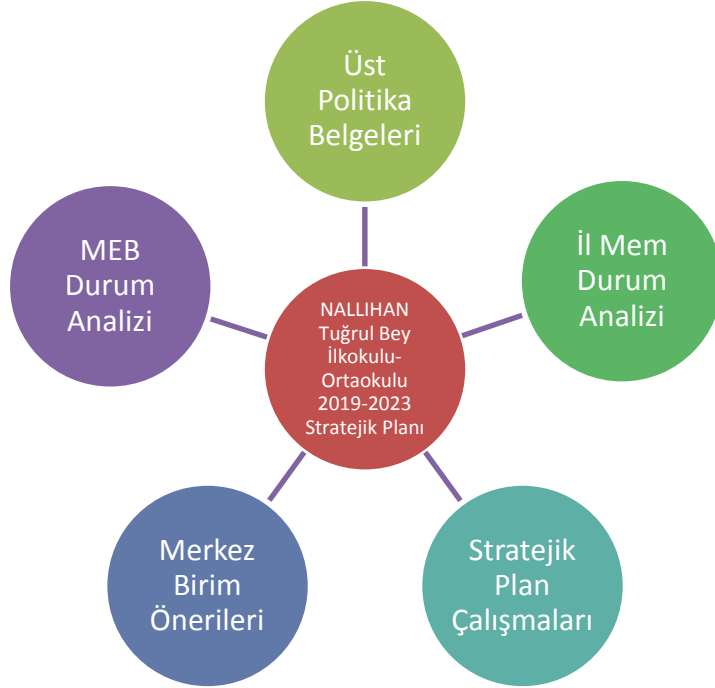 Üst
Politika
Belgeleri
MEB
Durum
Analizi
İl Mem
Durum
Analizi
NALLIHAN
Tuğrul Bey
İlkokulu-
Ortaokulu
2019-2023
Stratejik Planı
Merkez
Birim
Önerileri
Stratejik
Plan
Çalışmaları